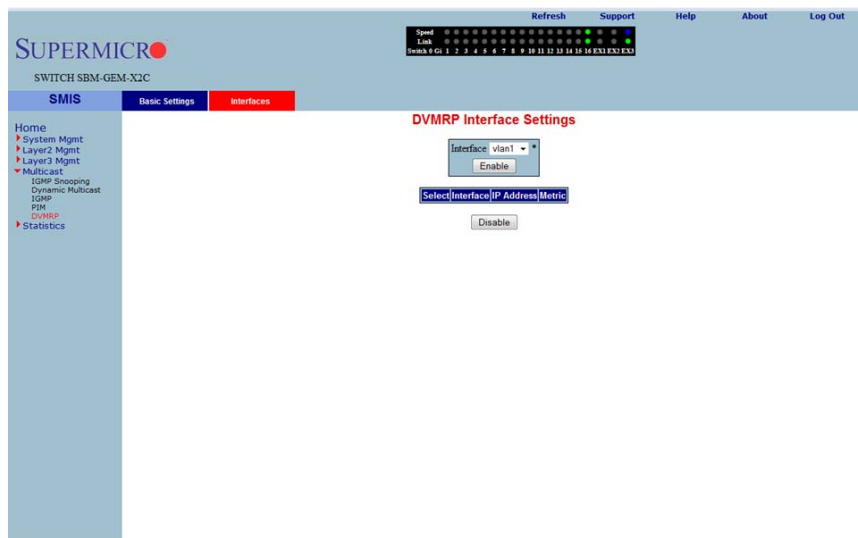 Refresh Support Help About Log Out
SUPERMICRO
SWITCH SBM-GEM-X2C
Speed
Link
Switch 0 Gi 1 2 3 4 5 6 7 8 9 10 11 12 13 14 15 16 EX1 EX2 EX3
SMIS
Basic Settings
Interfaces
Home
System Mgmt
Layer2 Mgmt
Layer3 Mgmt
Multicast
IGMP Snooping
Dynamic Multicast
IGMP
PIM
DVMRP
Statistics
DVMRP Interface Settings
Interface vlan1 *
Enable
Select Interface IP Address Metric
Disable